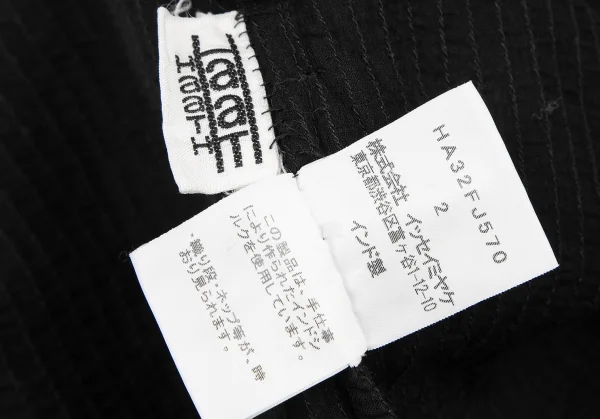 HaaT
HaaT
HA32FJ570
2
株式会社 イッセイミヤケ
東京都渋谷区富ヶ谷1-12-10
インド製
この製品は、手仕事
により作られたインドシ
ルクを使用しています。
・織り段・ネップ等が、時
おり見られます。